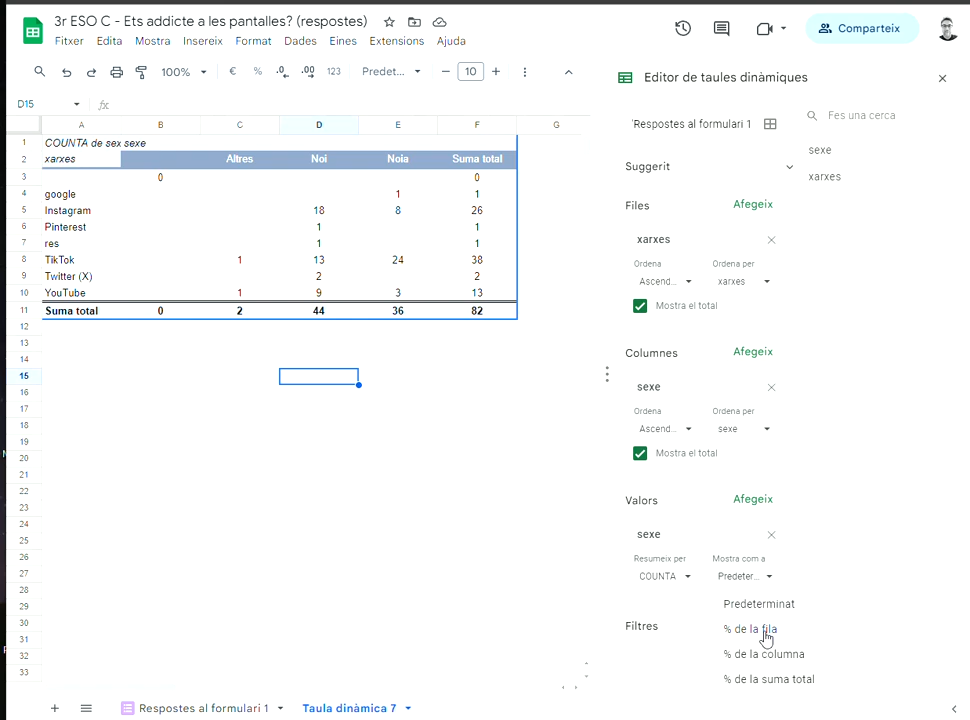 3r ESO C - Ets addicte a les pantalles? (respostes)
Fitxer Edita Mostra Insereix Format Dades Eines Extensions Ajuda
Comparteix
100% € % .0 .00 123 Predet... − 10 +
D15 fx
Editor de taules dinàmiques
A B C D E F G
1 COUNTA de sex sexe
2 xarxes Altres Noi Noia Suma total
3 0 0
4 google 1 1
5 Instagram 18 8 26
6 Pinterest 1 1
7 res 1 1
8 TikTok 1 13 24 38
9 Twitter (X) 2 2
10 YouTube 1 9 3 13
11 Suma total 0 2 44 36 82
12
13
14
15
16
17
18
19
20
21
22
23
24
25
26
27
28
29
30
31
32
33
'Respostes al formulari 1
Fes una cerca
sexe
xarxes
Suggerit
Files Afegeix
xarxes
Ordena Ordena per
Ascend... xarxes
Mostra el total
Columnes Afegeix
sexe
Ordena Ordena per
Ascend... sexe
Mostra el total
Valors Afegeix
sexe
Resumeix per Mostra com a
COUNTA Predeter...
Predeterminat
Filtres
% de la fila
% de la columna
% de la suma total
+ Respostes al formulari 1 Taula dinàmica 7